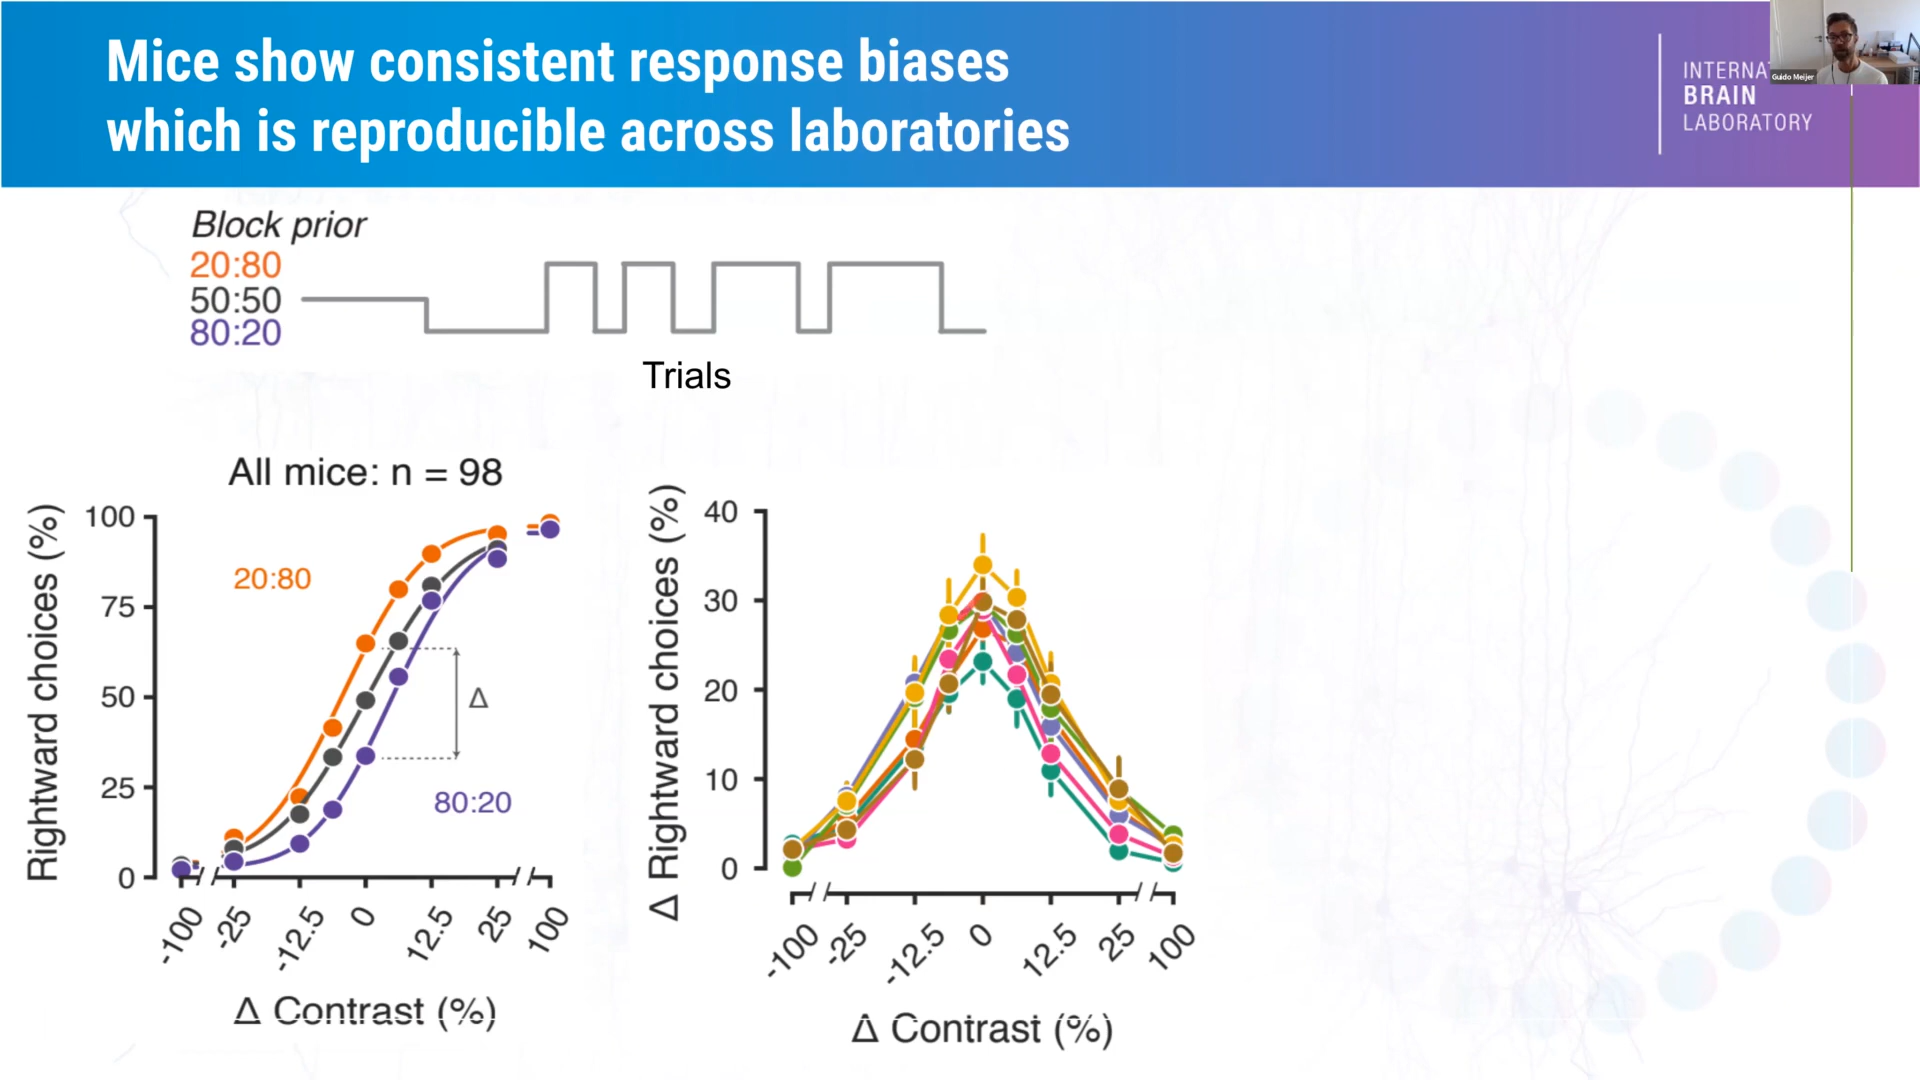 Mice show consistent response biases
which is reproducible across laboratories
INTERNA
BRAIN
LABORATORY
Guido Meijer
Block prior
20:80
50:50
80:20
Trials
All mice: n = 98
Rightward choices (%)
100
75
50
25
0
20:80
Δ
80:20
-100
-25
-12.5
0
12.5
25
100
Δ Contrast (%)
Δ Rightward choices (%)
40
30
20
10
0
-100
-25
-12.5
0
12.5
25
100
Δ Contrast (%)